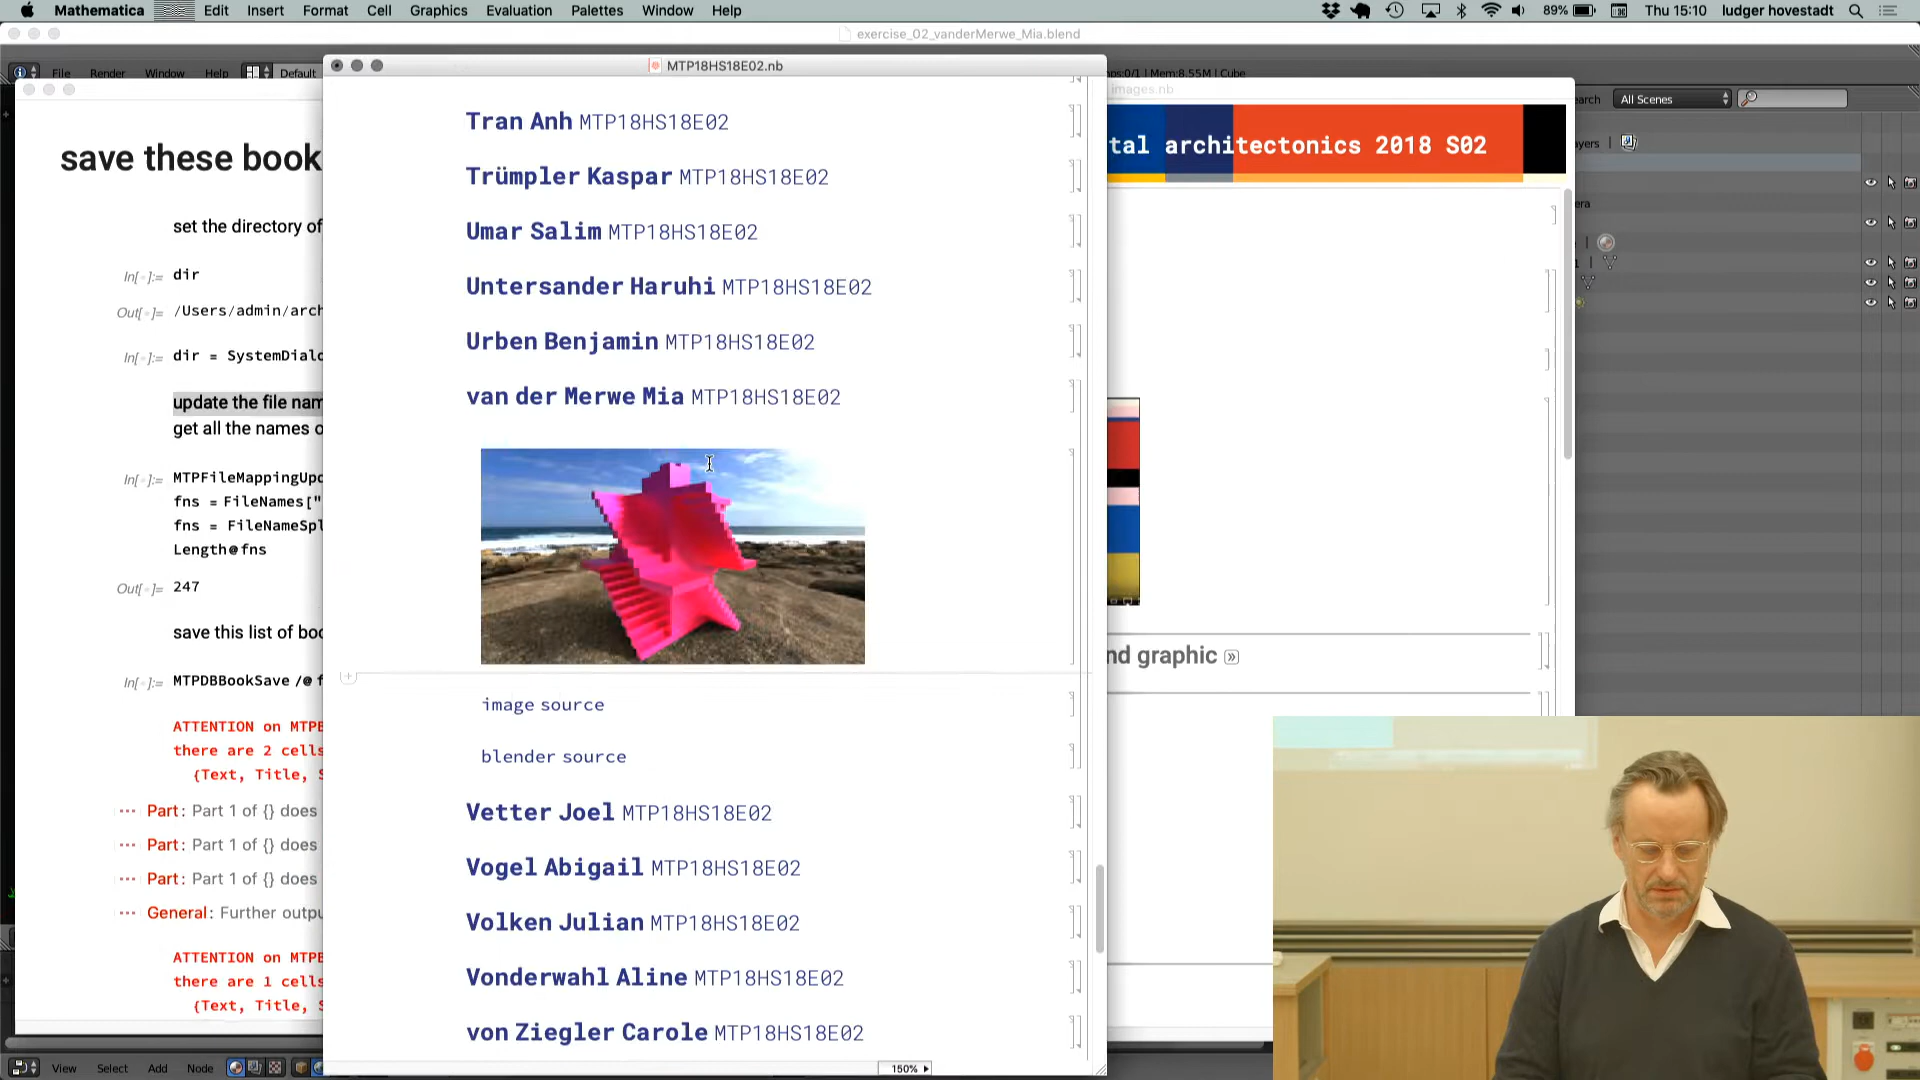 Mathematica Edit Insert Format Cell Graphics Evaluation Palettes Window Help 89% Thu 15:10 ludger hovestadt
exercise_02_vanderMerwe_Mia.blend
File Render Window Help Default
Mem:8.55M | Cube
All Scenes
MTP18HS18E02.nb
images.nb
tal architectonics 2018 S02
save these book
set the directory of
In[ ]:= dir
Out[ ]= /Users/admin/arch
In[ ]:= dir = SystemDialo
update the file nam
get all the names o
In[ ]:= MTPFileMappingUpd
fns = FileNames["
fns = FileNameSpl
Length@fns
Out[ ]= 247
save this list of boo
In[ ]:= MTPDBBookSave /@ f
ATTENTION on MTPE
there are 2 cells
{Text, Title, S
Part: Part 1 of {} does
Part: Part 1 of {} does
Part: Part 1 of {} does
General: Further outpu
ATTENTION on MTPE
there are 1 cells
{Text, Title, S
Tran Anh MTP18HS18E02
Trümpler Kaspar MTP18HS18E02
Umar Salim MTP18HS18E02
Untersander Haruhi MTP18HS18E02
Urben Benjamin MTP18HS18E02
van der Merwe Mia MTP18HS18E02
image source
blender source
Vetter Joel MTP18HS18E02
Vogel Abigail MTP18HS18E02
Volken Julian MTP18HS18E02
Vonderwahl Aline MTP18HS18E02
von Ziegler Carole MTP18HS18E02
150%
nd graphic
View Select Add Node